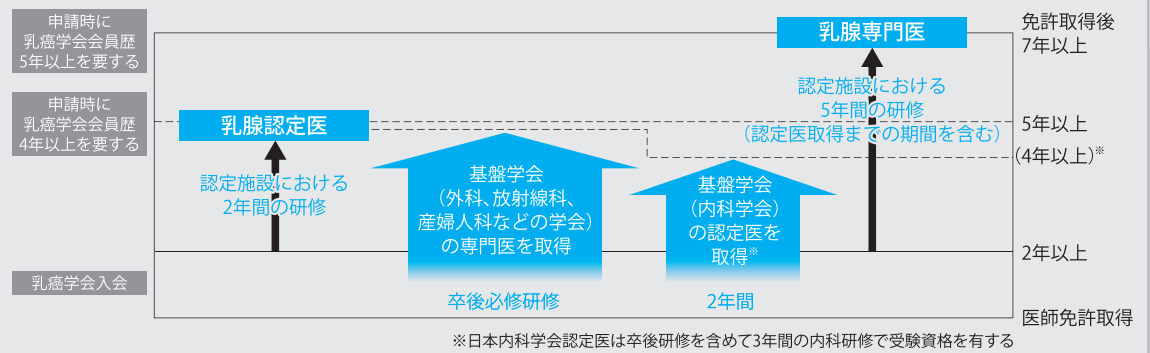 申請時に
乳癌学会会員歴
5年以上を要する
乳腺専門医
免許取得後
7年以上
認定施設における
5年間の研修
（認定医取得までの期間を含む）
申請時に
乳癌学会会員歴
4年以上を要する
乳腺認定医
5年以上
（4年以上）※
認定施設における
2年間の研修
基盤学会
（外科、放射線科、
産婦人科などの学会）
の専門医を取得
基盤学会
（内科学会）
の認定医を
取得※
2年以上
乳癌学会入会
卒後必修研修
2年間
医師免許取得
※日本内科学会認定医は卒後研修を含めて3年間の内科研修で受験資格を有する